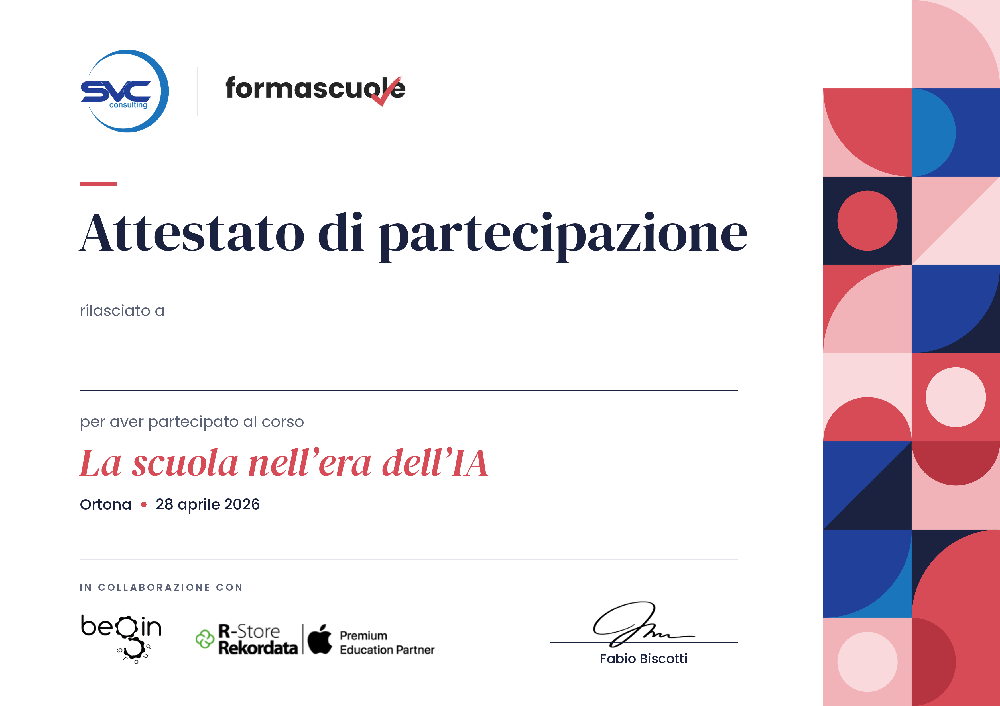 SVC
consulting
formascuole
Attestato di partecipazione
rilasciato a
per aver partecipato al corso
La scuola nell’era dell’IA
Ortona • 28 aprile 2026
IN COLLABORAZIONE CON
begin
group
R-Store
Rekordata
Premium
Education Partner
Fabio Biscotti